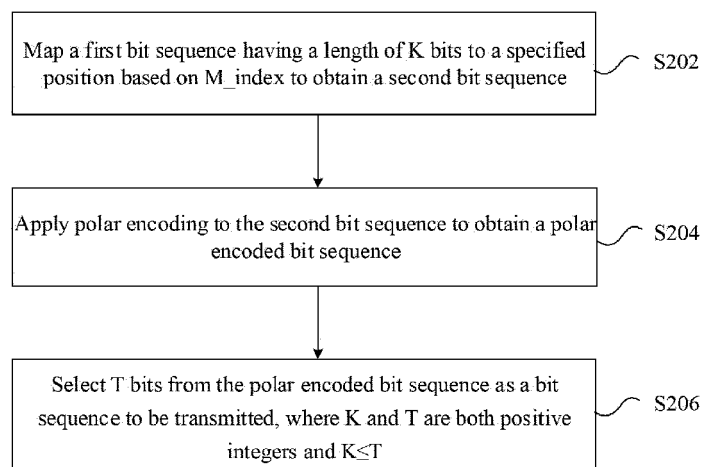 Map a first bit sequence having a length of K bits to a specified
position based on M_index to obtain a second bit sequence
S202
Apply polar encoding to the second bit sequence to obtain a polar
encoded bit sequence
S204
Select T bits from the polar encoded bit sequence as a bit
sequence to be transmitted, where K and T are both positive
integers and K≤T
S206